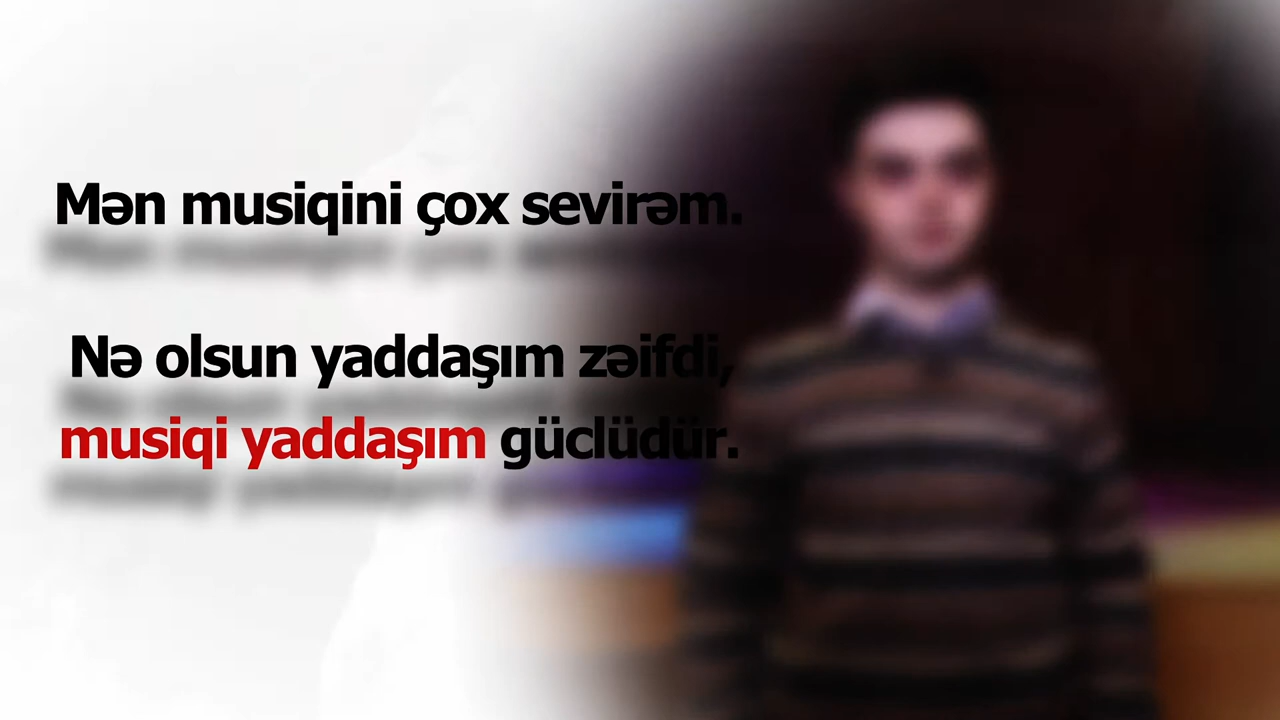 Mən musiqini çox sevirəm.
Nə olsun yaddaşım zəifdi,
musiqi yaddaşım güclüdür.